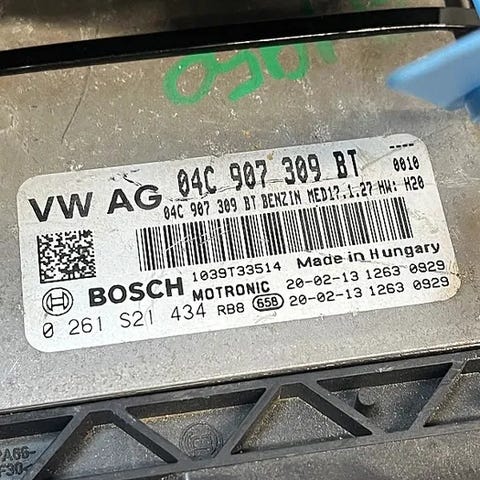 VW AG 04C 907 309 BT 0010
04C 907 309 BT BENZIN MED17.1.27 HW: H20
1039T33514 Made in Hungary
BOSCH MOTRONIC 20-02-13 1263 0929
0 261 S21 434 RB8 658 20-02-13 1263 0929
PA66-
F30